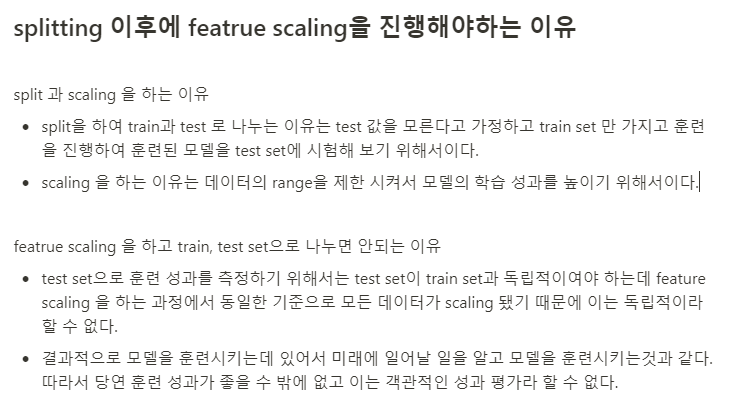 splitting 이후에 featrue scaling을 진행해야하는 이유
split 과 scaling 을 하는 이유
• split을 하여 train과 test 로 나누는 이유는 test 값을 모른다고 가정하고 train set 만 가지고 훈련
을 진행하여 훈련된 모델을 test set에 시험해 보기 위해서이다.
• scaling 을 하는 이유는 데이터의 range을 제한 시켜서 모델의 학습 성과를 높이기 위해서이다.
featrue scaling 을 하고 train, test set으로 나누면 안되는 이유
• test set으로 훈련 성과를 측정하기 위해서는 test set이 train set과 독립적이여야 하는데 feature
scaling 을 하는 과정에서 동일한 기준으로 모든 데이터가 scaling 됐기 때문에 이는 독립적이라
할 수 없다.
• 결과적으로 모델을 훈련시키는데 있어서 미래에 일어날 일을 알고 모델을 훈련시키는것과 같다.
따라서 당연 훈련 성과가 좋을 수 밖에 없고 이는 객관적인 성과 평가라 할 수 없다.